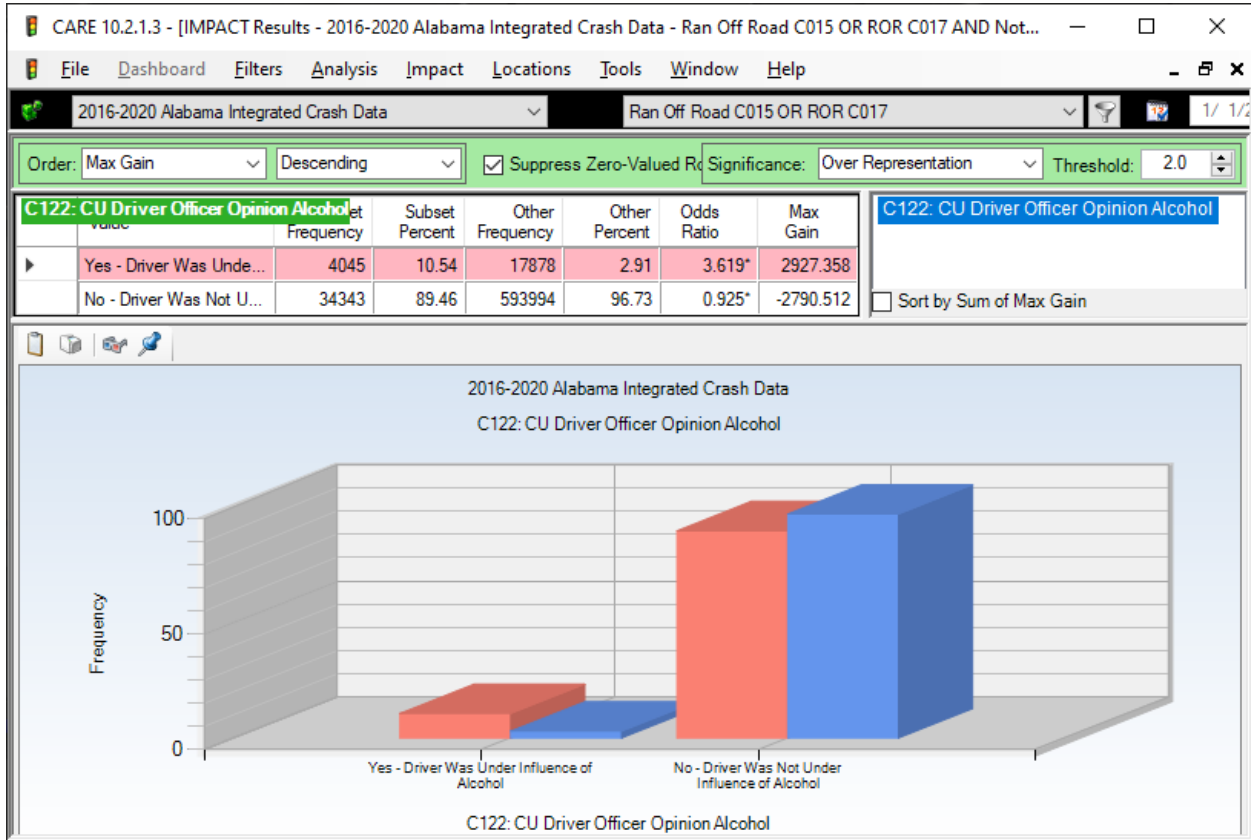 CARE 10.2.1.3 - [IMPACT Results - 2016-2020 Alabama Integrated Crash Data - Ran Off Road C015 OR ROR C017 AND Not...
File Dashboard Filters Analysis Impact Locations Tools Window Help
2016-2020 Alabama Integrated Crash Data Ran Off Road C015 OR ROR C017 1/ 1/2
Order: Max Gain Descending Suppress Zero-Valued Ro Significance: Over Representation Threshold: 2.0
C122: CU Driver Officer Opinion Alcohol
et Frequency Subset Percent Other Frequency Other Percent Odds Ratio Max Gain
Yes - Driver Was Unde... 4045 10.54 17878 2.91 3.619* 2927.358
No - Driver Was Not U... 34343 89.46 593994 96.73 0.925* -2790.512
C122: CU Driver Officer Opinion Alcohol
Sort by Sum of Max Gain
2016-2020 Alabama Integrated Crash Data
C122: CU Driver Officer Opinion Alcohol
Frequency
100
50
0
Yes - Driver Was Under Influence of
Alcohol
No - Driver Was Not Under
Influence of Alcohol
C122: CU Driver Officer Opinion Alcohol